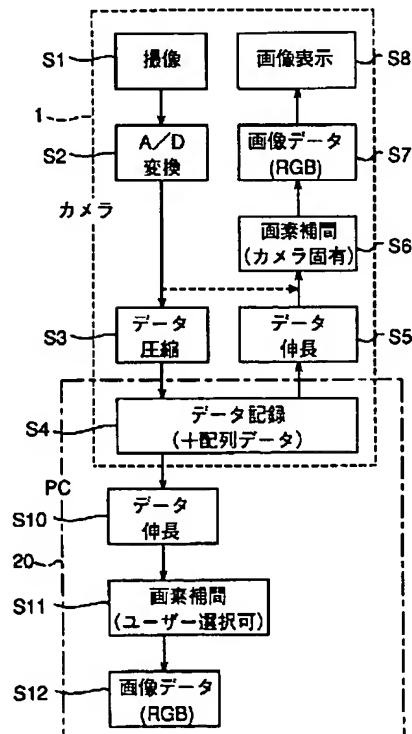 S1
撮像
画像表示
S8
1
S2
A/D
変換
画像データ
(RGB)
S7
カメラ
画素補間
(カメラ固有)
S6
S3
データ
圧縮
データ
伸長
S5
S4
データ記録
(+配列データ)
PC
S10
データ
伸長
20
S11
画素補間
(ユーザー選択可)
S12
画像データ
(RGB)